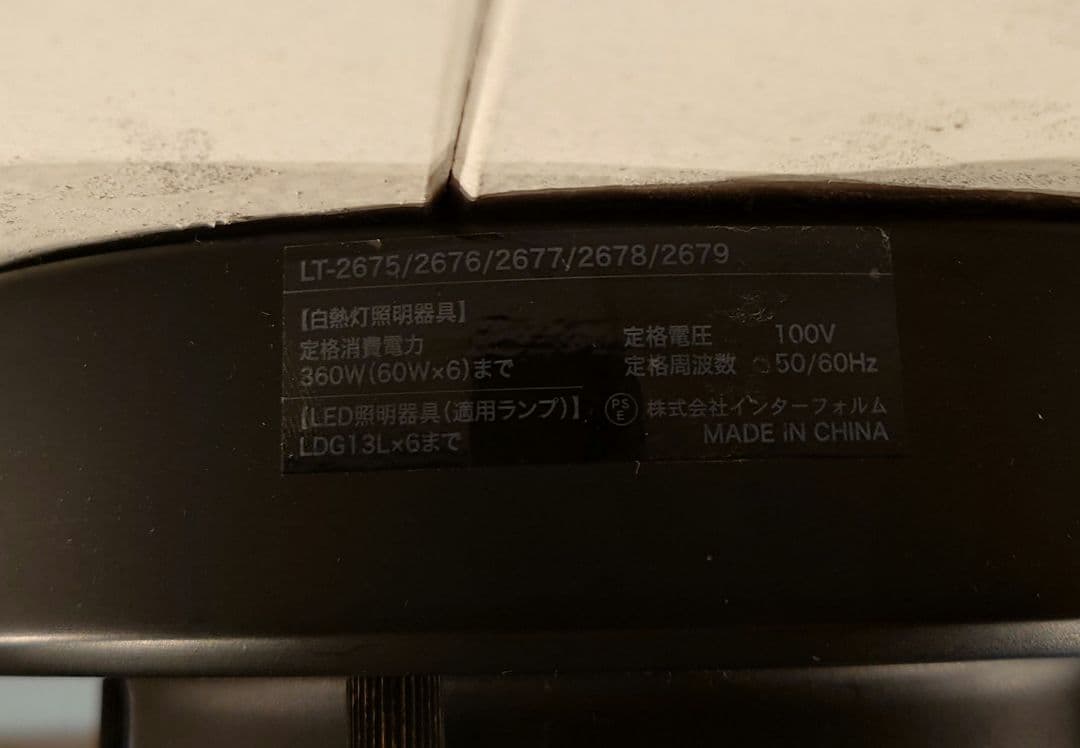 LT-2675/2676/2677/2678/2679
【白熱灯照明器具】
定格消費電力
360W(60W×6)まで
定格電圧 100V
定格周波数 50/60Hz
【LED照明器具(適用ランプ)】
LDG13L×6まで
PS
E
株式会社インターフォルム
MADE iN CHINA